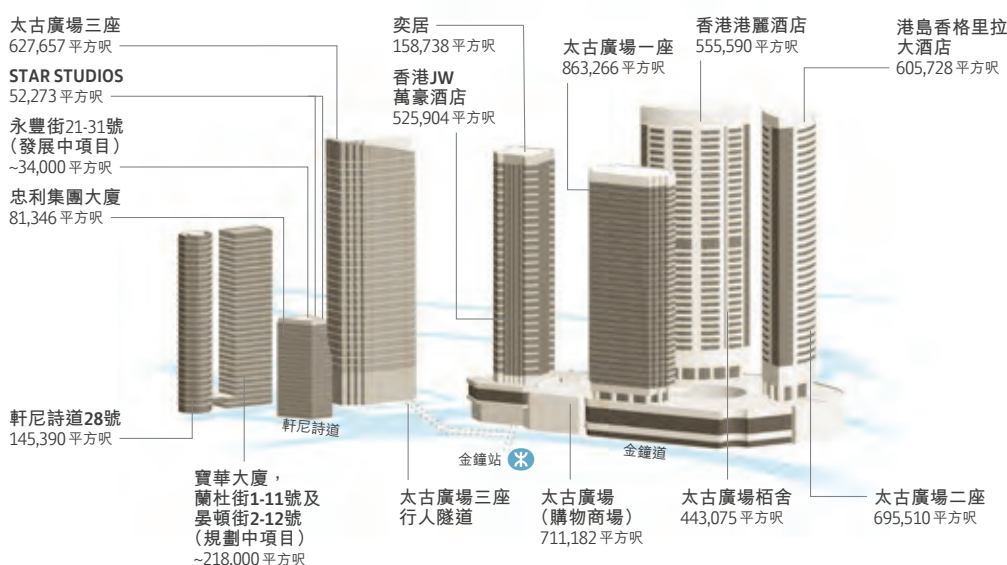 太古廣場三座
627,657 平方呎
STAR STUDIOS
52,273 平方呎
永豐街21-31號
（發展中項目）
~34,000 平方呎
忠利集團大廈
81,346 平方呎
軒尼詩道28號
145,390 平方呎
寶華大廈，
蘭杜街1-11號及
晏頓街2-12號
（規劃中項目）
~218,000 平方呎
軒尼詩道
奕居
158,738 平方呎
香港JW
萬豪酒店
525,904 平方呎
太古廣場一座
863,266 平方呎
香港港麗酒店
555,590 平方呎
港島香格里拉
大酒店
605,728 平方呎
金鐘站
金鐘道
太古廣場三座
行人隧道
太古廣場
（購物商場）
711,182 平方呎
太古廣場栢舍
443,075 平方呎
太古廣場二座
695,510 平方呎